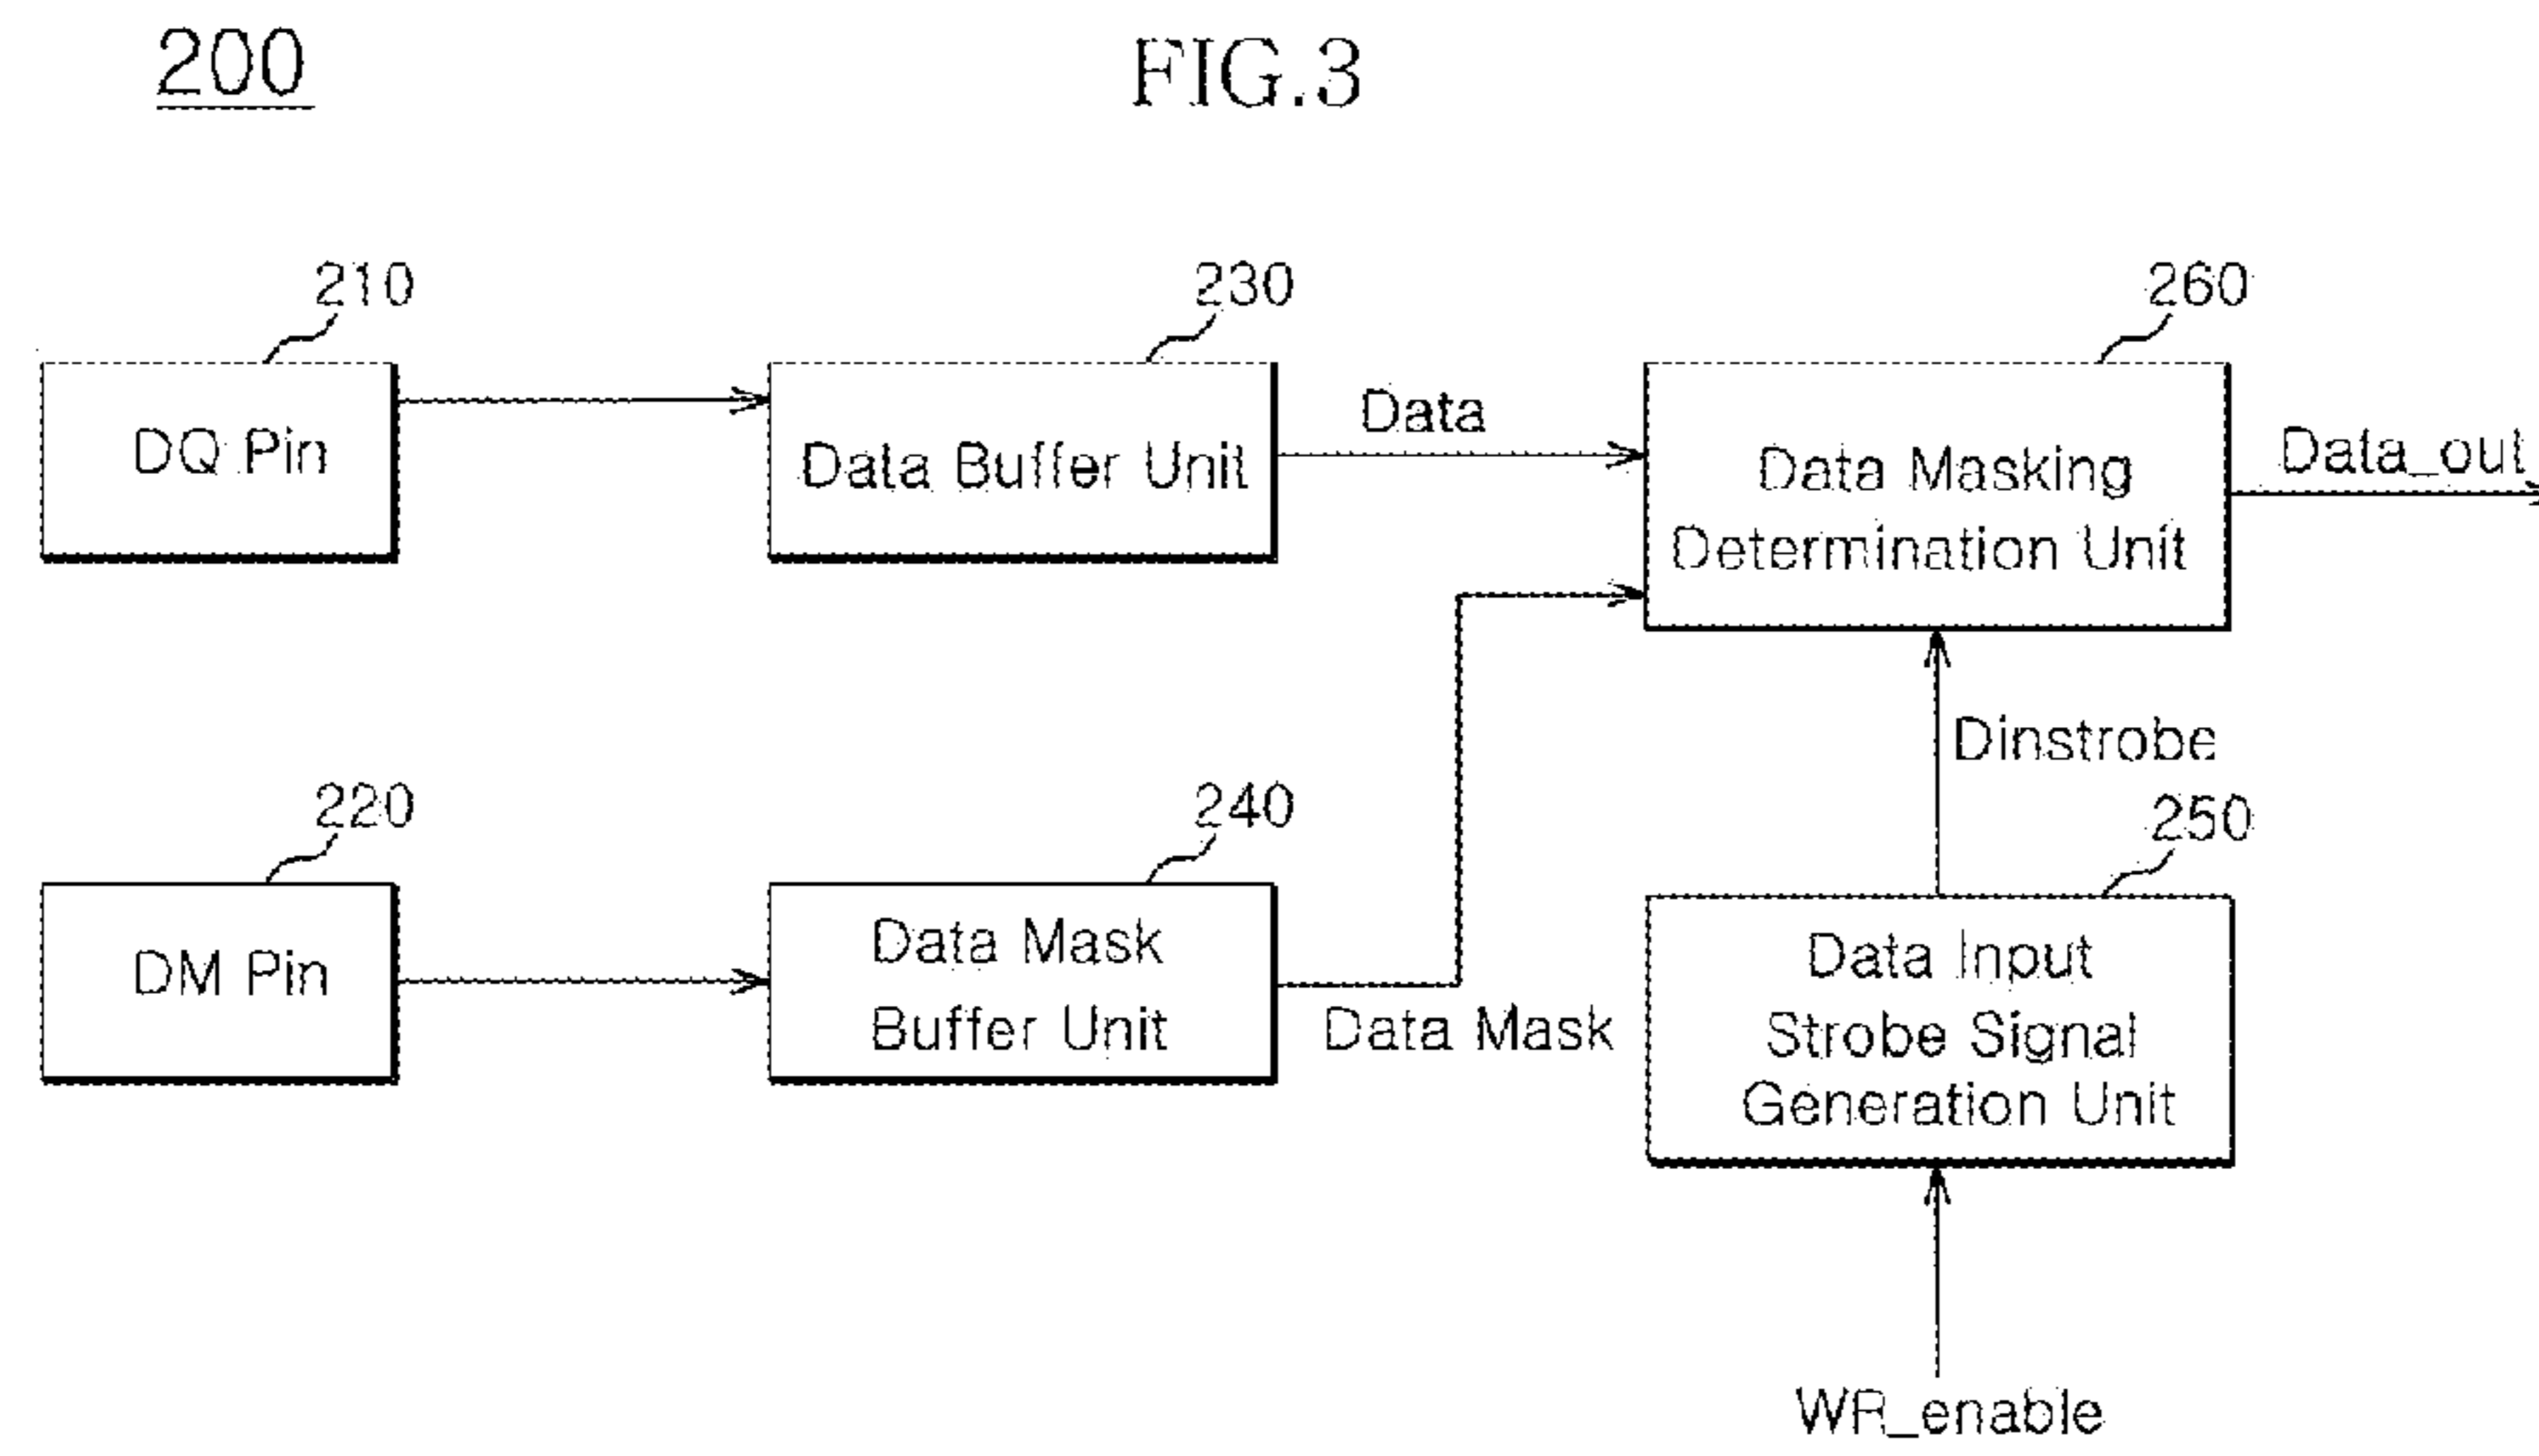 200
FIG.3
210
230
260
DQ Pin
Data Buffer Unit
Data
Data Masking
Determination Unit
Data_out
Dinstrobe
220
240
250
DM Pin
Data Mask
Buffer Unit
Data Mask
Data Input
Strobe Signal
Generation Unit
WR_enable